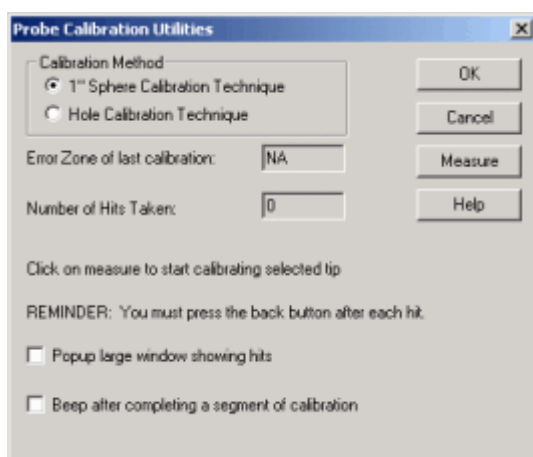 Probe Calibration Utilities
Calibration Method
1" Sphere Calibration Technique
Hole Calibration Technique
OK
Cancel
Error Zone of last calibration: NA
Measure
Number of Hits Taken: 0
Help
Click on measure to start calibrating selected tip
REMINDER: You must press the back button after each hit.
Popup large window showing hits
Beep after completing a segment of calibration